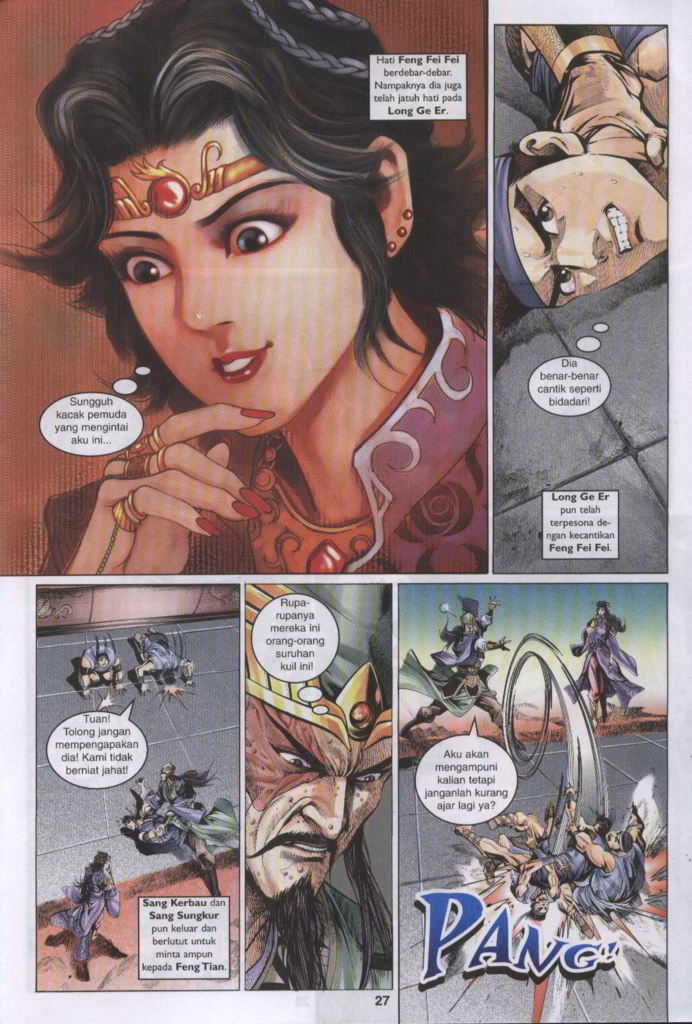 Hati Feng Fei Fei
berdebar-debar.
Nampaknya dia juga
telah jatuh hati pada
Long Ge Er.
Sungguh
kacak pemuda
yang mengintai
aku ini...
Dia
benar-benar
cantik seperti
bidadari!
Long Ge Er
pun telah
terpesona de-
ngan kecantikan
Feng Fei Fei.
Tuan!
Tolong jangan
mempengapakan
dia! Kami tidak
berniat jahat!
Sang Kerbau dan
Sang Sungkur
pun keluar dan
berlutut untuk
minta ampun
kepada Feng Tian.
Rupa-
rupanya
mereka ini
orang-orang
suruhan
kuil ini!
Aku akan
mengampuni
kalian tetapi
janganlah kurang
ajar lagi ya?
PANG!
27